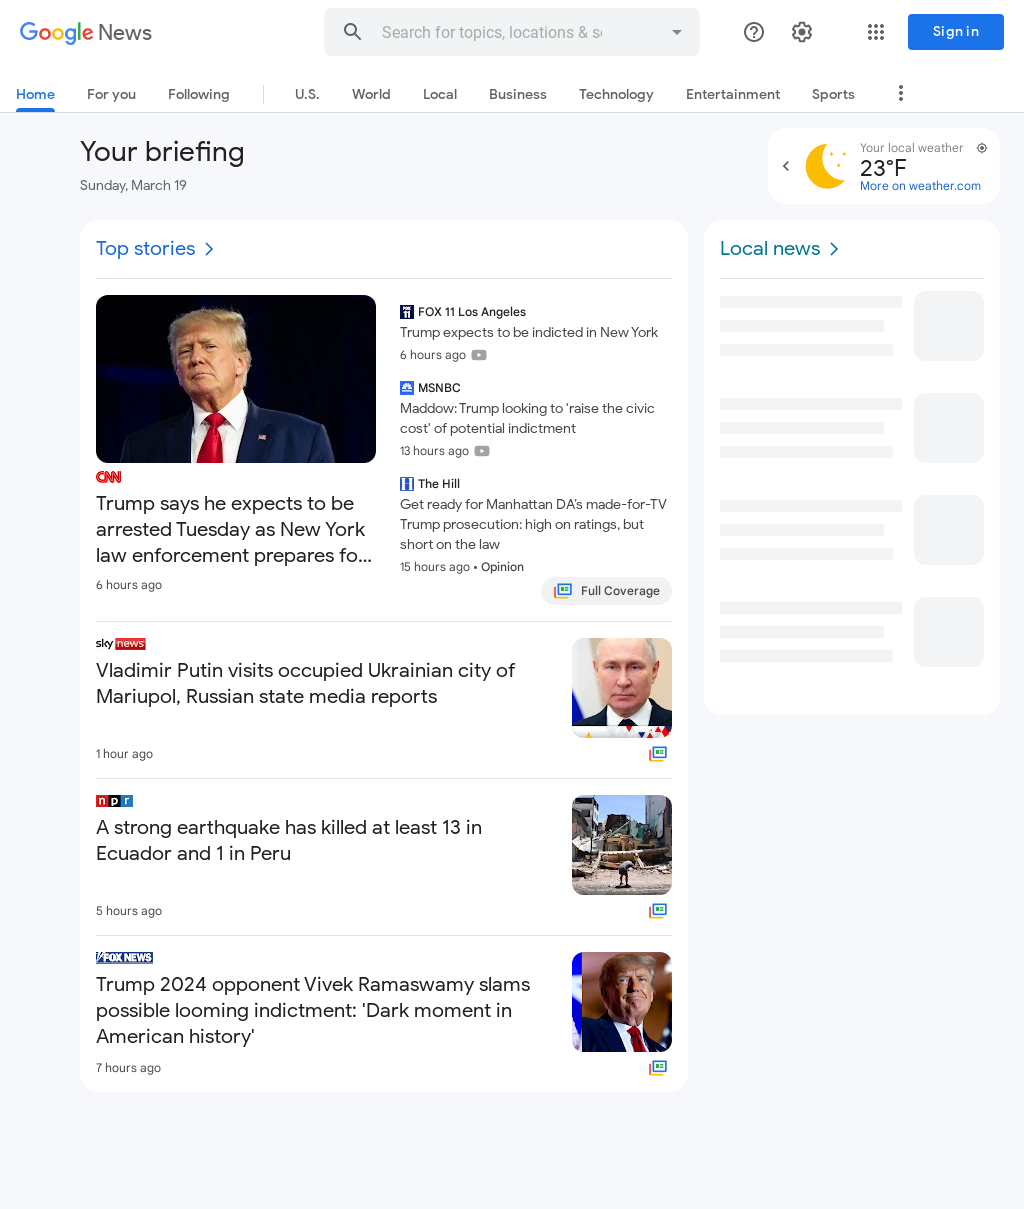 Google News
Search for topics, locations & so
Sign in
Home
For you
Following
U.S.
World
Local
Business
Technology
Entertainment
Sports
Your briefing
Sunday, March 19
Your local weather
23°F
More on weather.com
Top stories
CNN
Trump says he expects to be
arrested Tuesday as New York
law enforcement prepares fo...
6 hours ago
FOX 11 Los Angeles
Trump expects to be indicted in New York
6 hours ago
MSNBC
Maddow: Trump looking to 'raise the civic
cost' of potential indictment
13 hours ago
The Hill
Get ready for Manhattan DA's made-for-TV
Trump prosecution: high on ratings, but
short on the law
15 hours ago • Opinion
Full Coverage
sky news
Vladimir Putin visits occupied Ukrainian city of
Mariupol, Russian state media reports
1 hour ago
npr
A strong earthquake has killed at least 13 in
Ecuador and 1 in Peru
5 hours ago
FOX NEWS
Trump 2024 opponent Vivek Ramaswamy slams
possible looming indictment: 'Dark moment in
American history'
7 hours ago
Local news